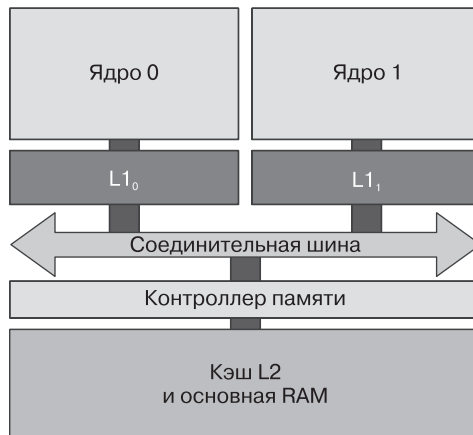 Ядро 0
Ядро 1
L1₀
L1₁
Соединительная шина
Контроллер памяти
Кэш L2
и основная RAM